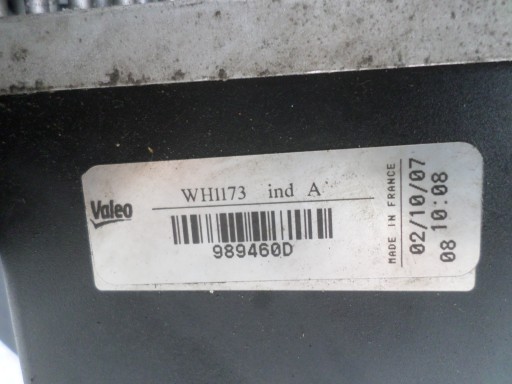 Valeo
WH1173 ind A
989460D
MADE IN FRANCE
02/10/07
08 10:08